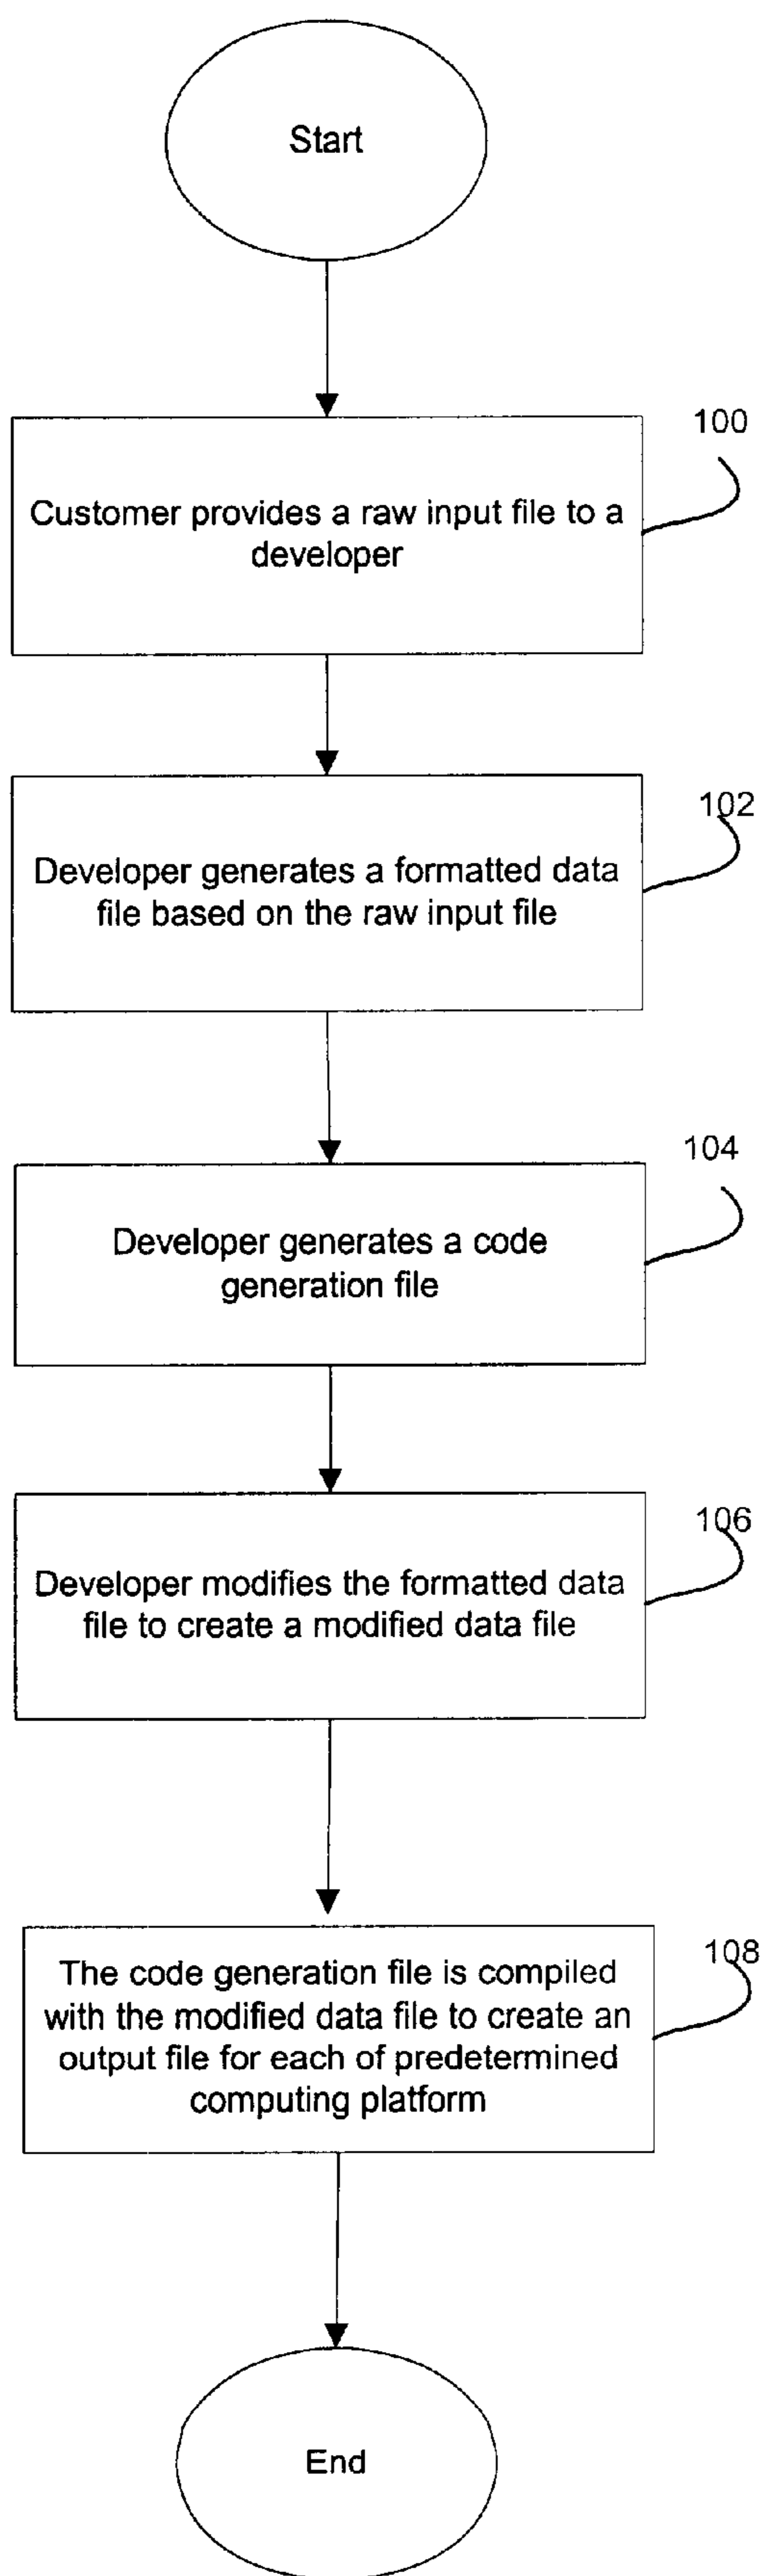 Start
100
Customer provides a raw input file to a
developer
102
Developer generates a formatted data
file based on the raw input file
104
Developer generates a code
generation file
106
Developer modifies the formatted data
file to create a modified data file
108
The code generation file is compiled
with the modified data file to create an
output file for each of predetermined
computing platform
End